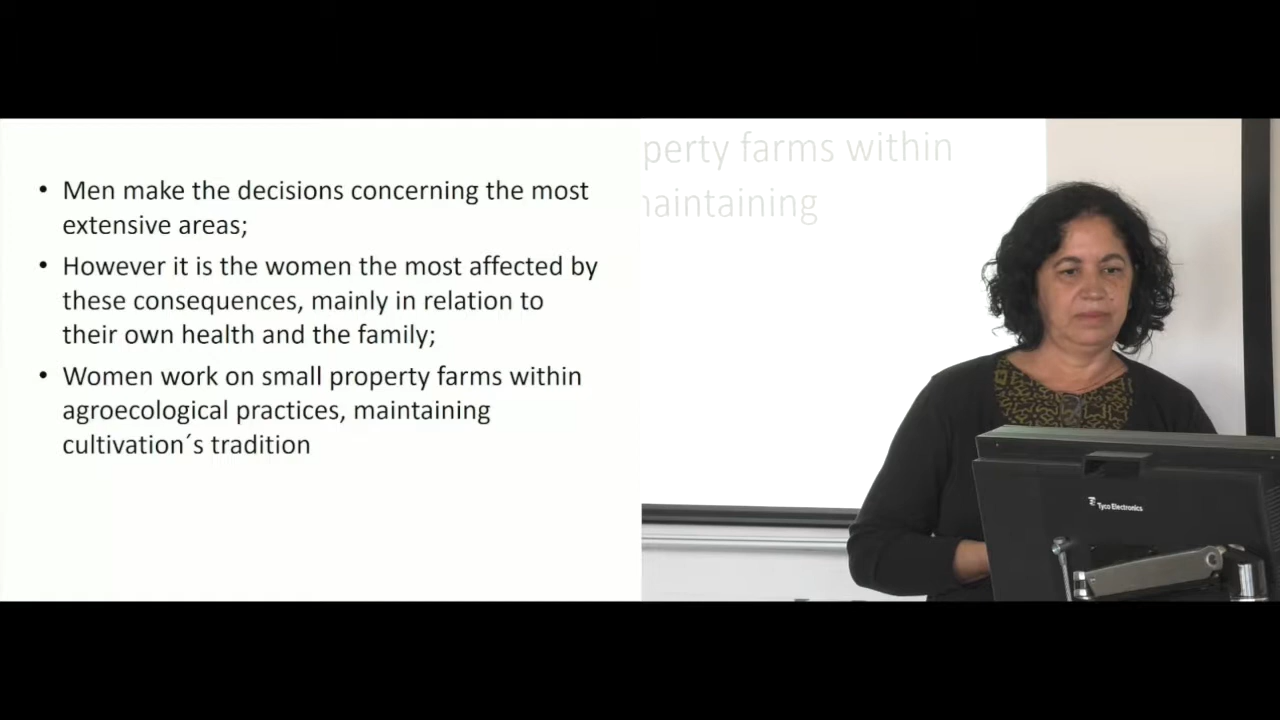 • Men make the decisions concerning the most
extensive areas;
• However it is the women the most affected by
these consequences, mainly in relation to
their own health and the family;
• Women work on small property farms within
agroecological practices, maintaining
cultivation´s tradition
perty farms within
naintaining
Tyco Electronics